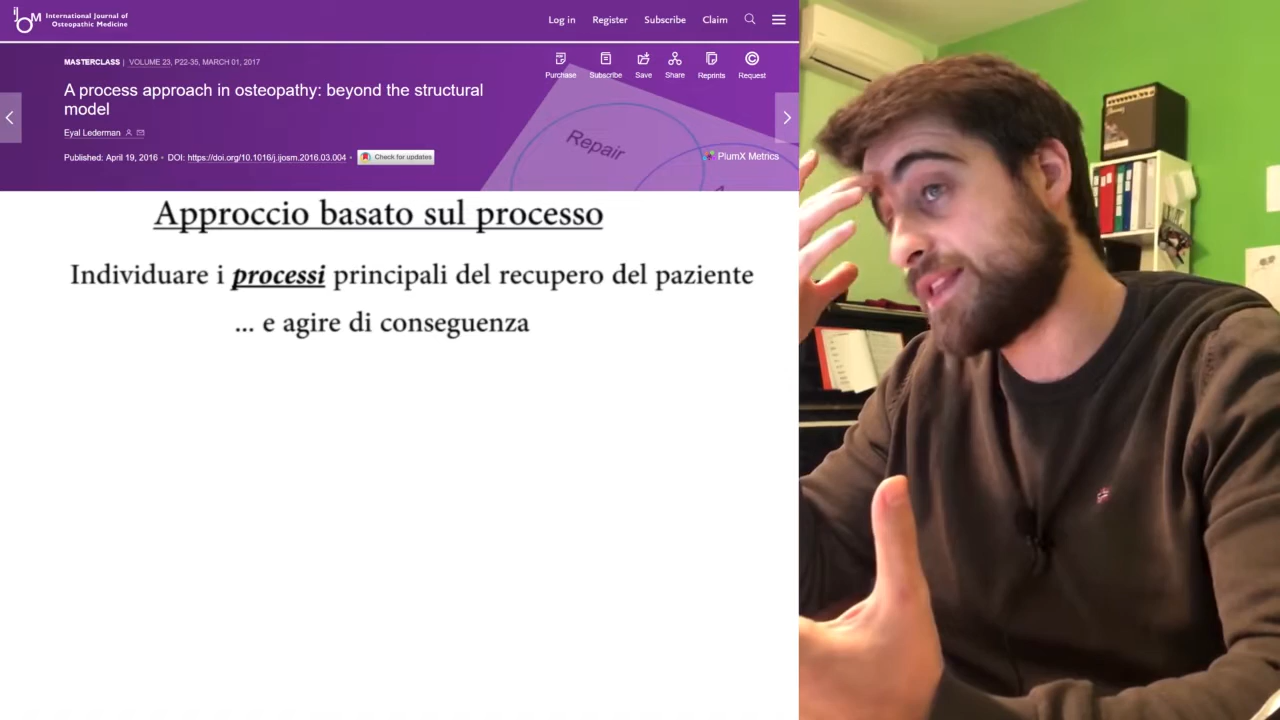 International Journal of
Osteopathic Medicine
Log in
Register
Subscribe
Claim
MASTERCLASS | VOLUME 23, P22-35, MARCH 01, 2017
Purchase
Subscribe
Save
Share
Reprints
Request
A process approach in osteopathy: beyond the structural
model
Eyal Lederman
Published: April 19, 2016 • DOI: https://doi.org/10.1016/j.ijosm.2016.03.004 •
Check for updates
PlumX Metrics
Repair
Approccio basato sul processo
Individuare i processi principali del recupero del paziente
... e agire di conseguenza